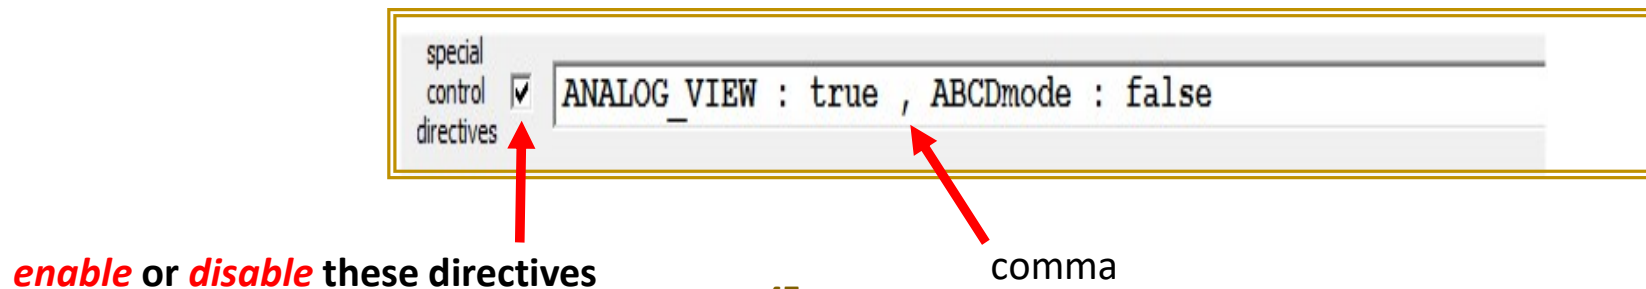 special
control
directives
ANALOG_VIEW : true , ABCDmode : false
enable or disable these directives
comma